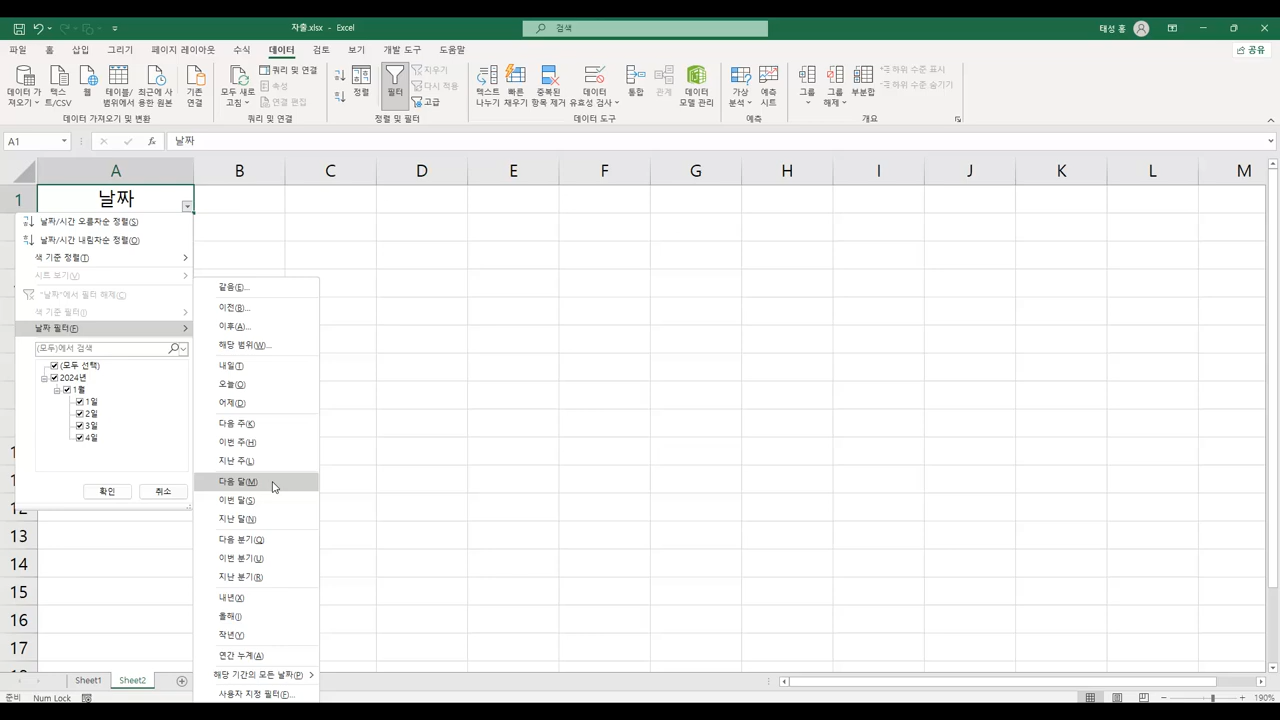 자출.xlsx - Excel
검색
태성 홍
파일 홈 삽입 그리기 페이지 레이아웃 수식 데이터 검토 보기 개발 도구 도움말
공유
데이터 가져오기
텍스트/CSV
웹
테이블/범위에서
최근에 사용한 원본
기존 연결
모두 새로 고침
쿼리 및 연결
속성
연결 편집
정렬
필터
지우기
다시 적용
고급
텍스트 나누기
빠른 채우기
중복된 항목 제거
데이터 유효성 검사
통합
관계
데이터 모델 관리
가상 분석
예측 시트
그룹
그룹 해제
부분합
하위 수준 표시
하위 수준 숨기기
데이터 가져오기 및 변환
쿼리 및 연결
정렬 및 필터
데이터 도구
예측
개요
A1
fx
날짜
A B C D E F G H I J K L M
1
날짜
날짜/시간 오름차순 정렬(S)
날짜/시간 내림차순 정렬(O)
색 기준 정렬(T)
시트 보기(V)
"날짜"에서 필터 해제(C)
색 기준 필터(I)
날짜 필터(F)
(모두)에서 검색
(모두 선택)
2024년
1월
1일
2일
3일
4일
확인
취소
같음(E)...
이전(B)...
이후(A)...
해당 범위(W)...
내일(T)
오늘(O)
어제(D)
다음 주(K)
이번 주(H)
지난 주(L)
다음 달(M)
이번 달(S)
지난 달(N)
다음 분기(Q)
이번 분기(U)
지난 분기(R)
내년(X)
올해(I)
작년(Y)
연간 누계(A)
해당 기간의 모든 날짜(P)
사용자 지정 필터(F)...
12
13
14
15
16
17
Sheet1
Sheet2
준비
Num Lock
190%